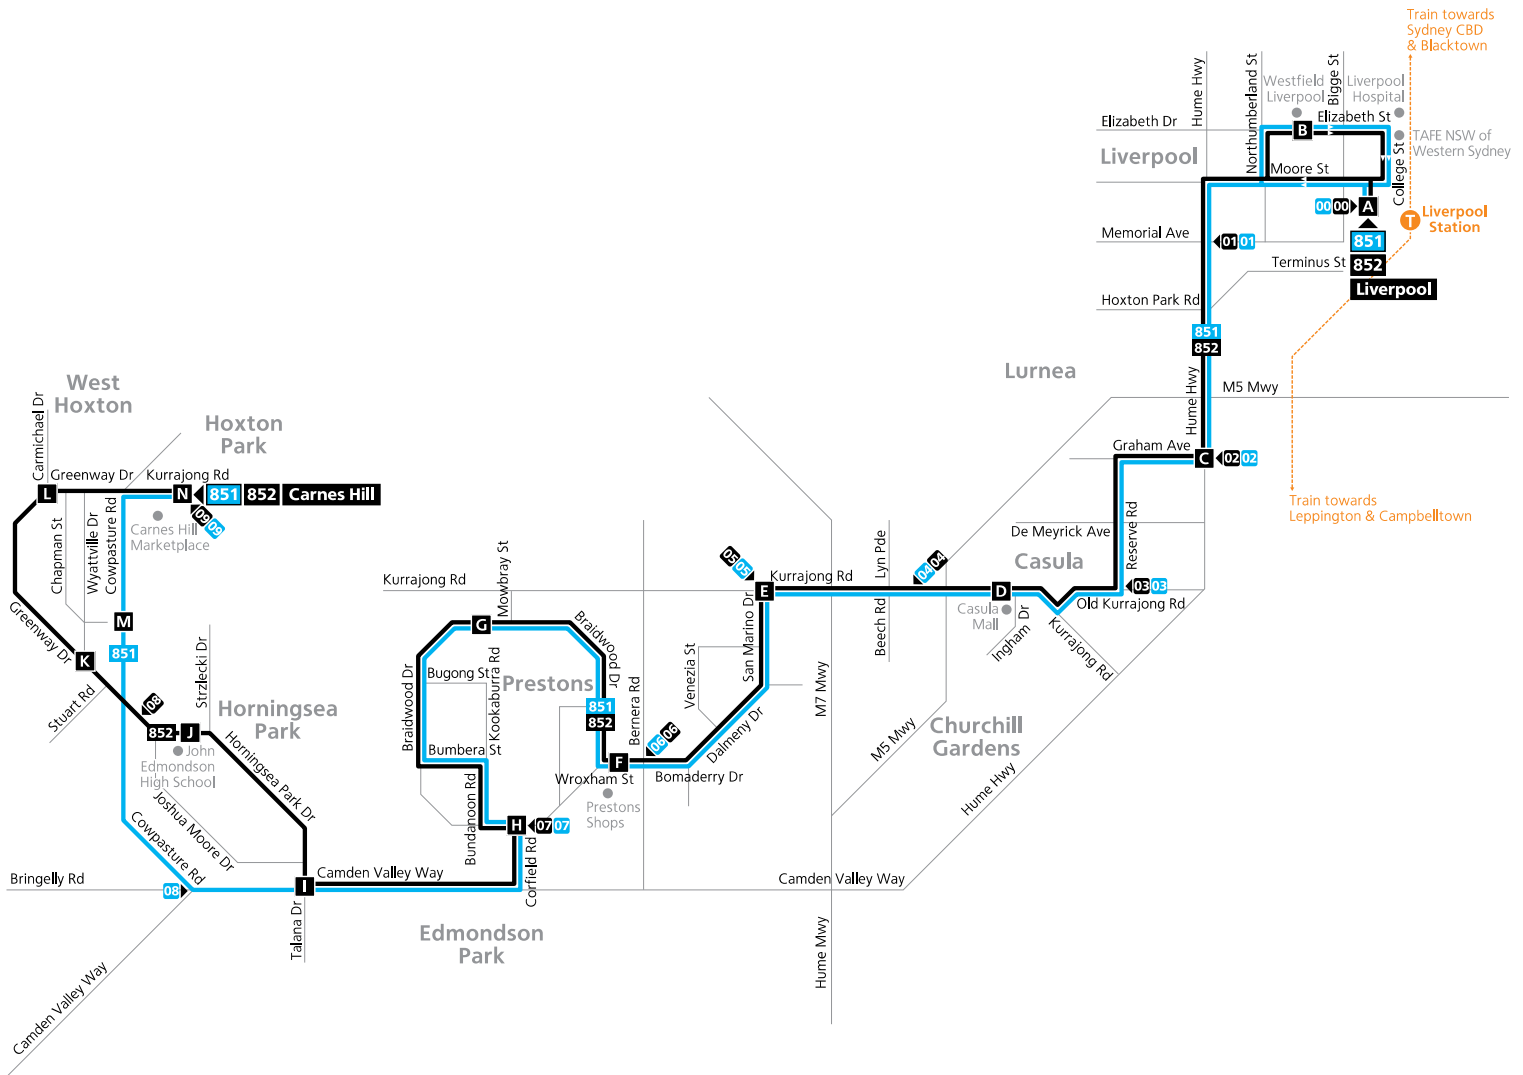 Train towards
Sydney CBD
& Blacktown
Hume Hwy
Northumberland St
Westfield
Liverpool
Bigge St
Liverpool
Hospital
Elizabeth Dr
B
Elizabeth St
TAFE NSW of
Western Sydney
Liverpool
Moore St
College St
00
00
A
T
Liverpool
Station
Memorial Ave
01
01
851
Terminus St
852
Liverpool
Hoxton Park Rd
851
852
Lurnea
Hume Hwy
M5 Mwy
West
Hoxton
Carmichael Dr
Hoxton
Park
Graham Ave
C
02
02
Greenway Dr
Kurrajong Rd
L
N
851
852
Carnes Hill
09
09
Train towards
Leppington & Campbelltown
Chapman St
Wyattville Dr
Cowpasture Rd
Carnes Hill
Marketplace
De Meyrick Ave
Reserve Rd
Casula
Lyn Pde
04
04
05
05
Kurrajong Rd
Mowbray St
E
Kurrajong Rd
D
03
03
Old Kurrajong Rd
Casula
Mall
Ingham Dr
Kurrajong Rd
Beech Rd
San Marino Dr
Greenway Dr
M
851
K
Stuart Rd
Strzlecki Dr
G
Braidwood Dr
Bugong St
Kookaburra Rd
Prestons
Braidwood Dr
Bernera Rd
Venezia St
M7 Mwy
08
852
J
Horningsea
Park
John
Edmondson
High School
Horningsea Park Dr
Joshua Moore Dr
851
852
06
06
Dalmeny Dr
Churchill
Gardens
M5 Mwy
Bumbera St
F
Wroxham St
Bomaderry Dr
Prestons
Shops
Hume Hwy
Bundanoon Rd
H
07
07
Corfield Rd
Cowpasture Rd
Bringelly Rd
08
I
Camden Valley Way
Camden Valley Way
Talana Dr
Edmondson
Park
Hume Mwy
Camden Valley Way